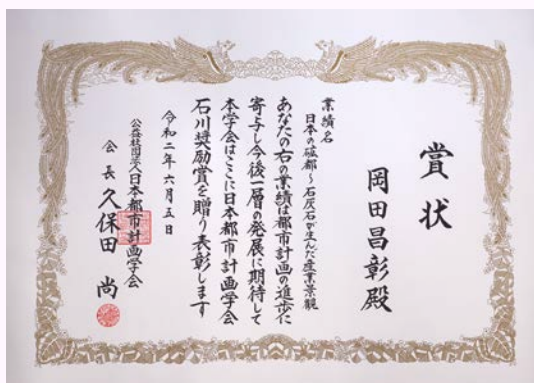 賞状
岡田昌彰殿
業績名
日本の砿都～石灰石が生んだ産業景観
あなたの右の業績は都市計画の進歩に
寄与し今後一層の発展に期待して
本学会はここに日本都市計画学会
石川奨励賞を贈り表彰します
令和二年六月五日
公益社団法人日本都市計画学会
会長 久保田 尚